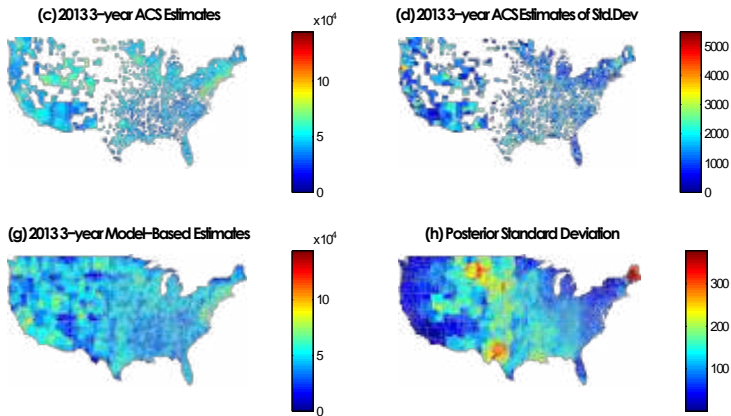 (c) 2013 3−year ACS Estimates
x10⁴
10
5
0
(d) 2013 3−year ACS Estimates of Std.Dev
5000
4000
3000
2000
1000
0
(g) 2013 3−year Model−Based Estimates
x10⁴
10
5
0
(h) Posterior Standard Deviation
300
200
100